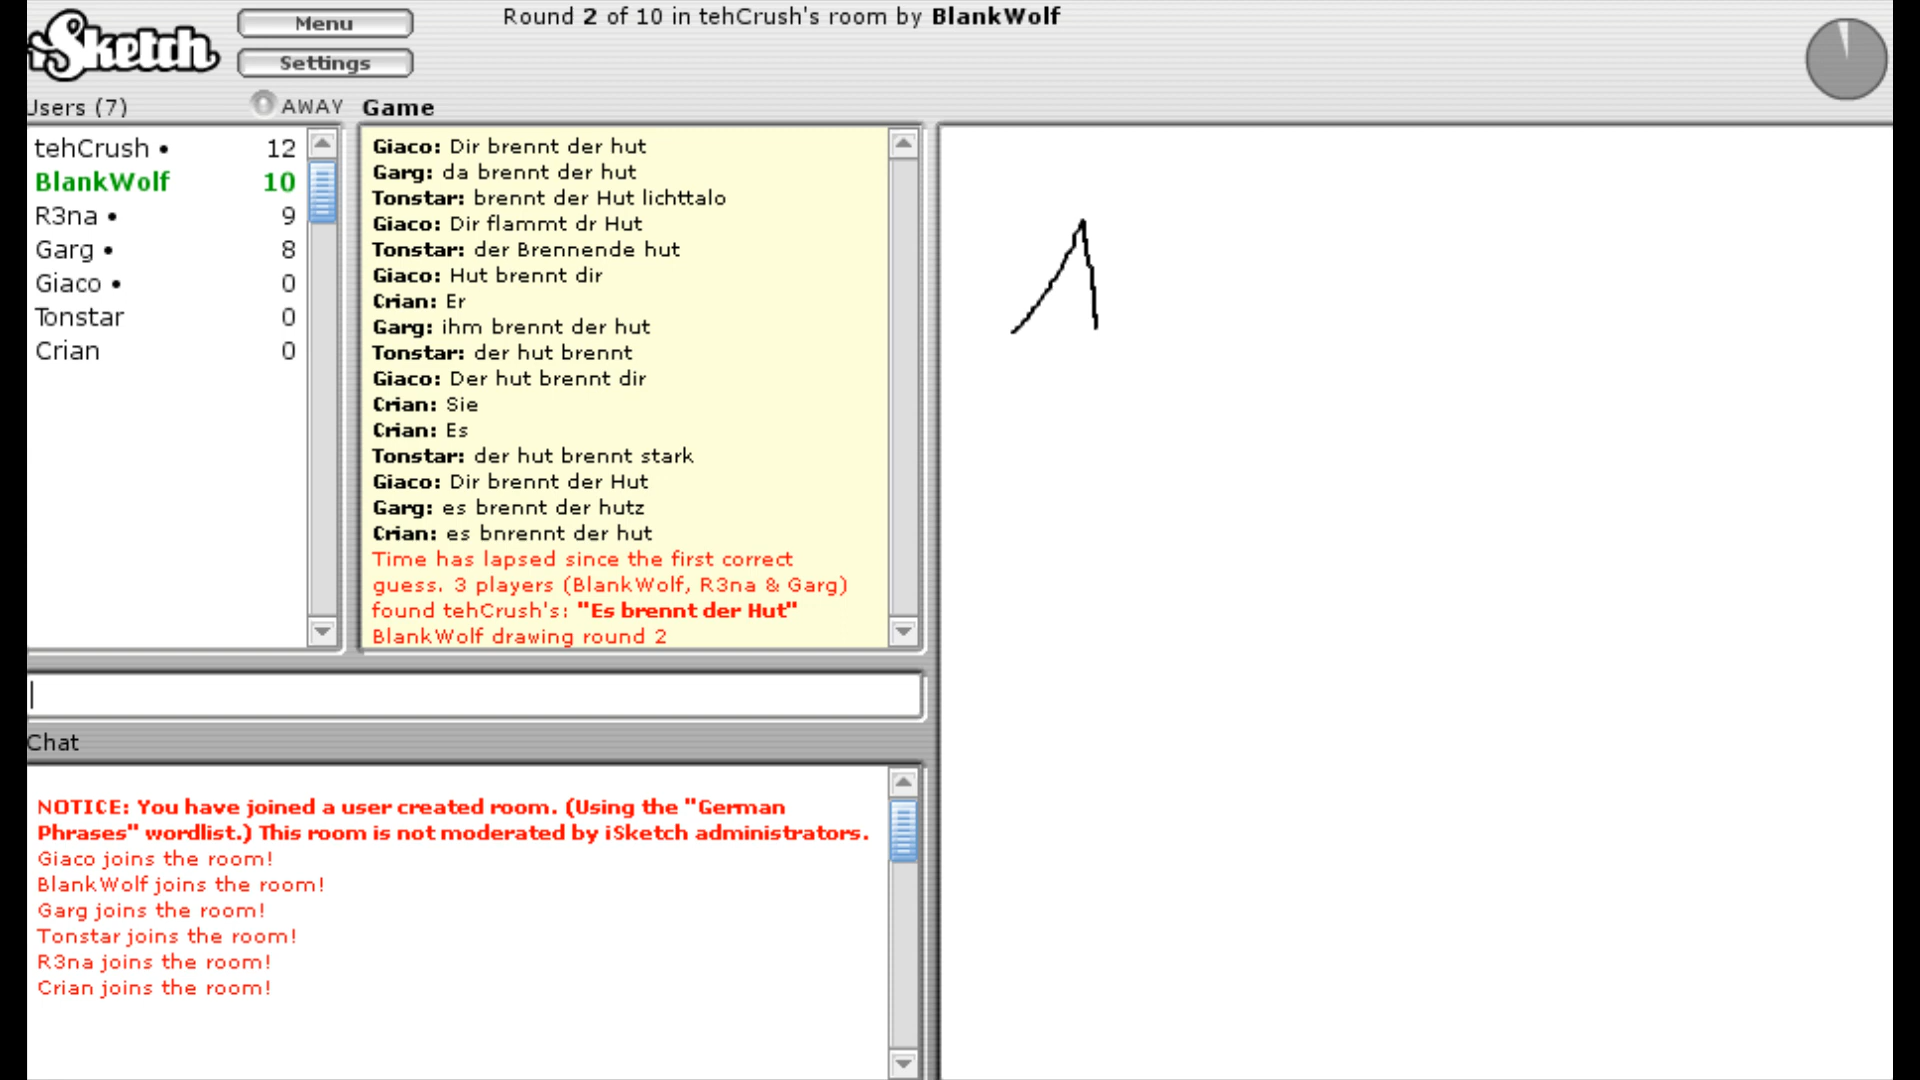 iSketch
Menu
Settings
Round 2 of 10 in tehCrush's room by BlankWolf
Users (7)
AWAY
Game
tehCrush • 12
BlankWolf 10
R3na • 9
Garg • 8
Giaco • 0
Tonstar 0
Crian 0
Giaco: Dir brennt der hut
Garg: da brennt der hut
Tonstar: brennt der Hut lichttalo
Giaco: Dir flammt dr Hut
Tonstar: der Brennende hut
Giaco: Hut brennt dir
Crian: Er
Garg: ihm brennt der hut
Tonstar: der hut brennt
Giaco: Der hut brennt dir
Crian: Sie
Crian: Es
Tonstar: der hut brennt stark
Giaco: Dir brennt der Hut
Garg: es brennt der hutz
Crian: es bnrennt der hut
Time has lapsed since the first correct
guess. 3 players (BlankWolf, R3na & Garg)
found tehCrush's: "Es brennt der Hut"
BlankWolf drawing round 2
Chat
NOTICE: You have joined a user created room. (Using the "German
Phrases" wordlist.) This room is not moderated by iSketch administrators.
Giaco joins the room!
BlankWolf joins the room!
Garg joins the room!
Tonstar joins the room!
R3na joins the room!
Crian joins the room!